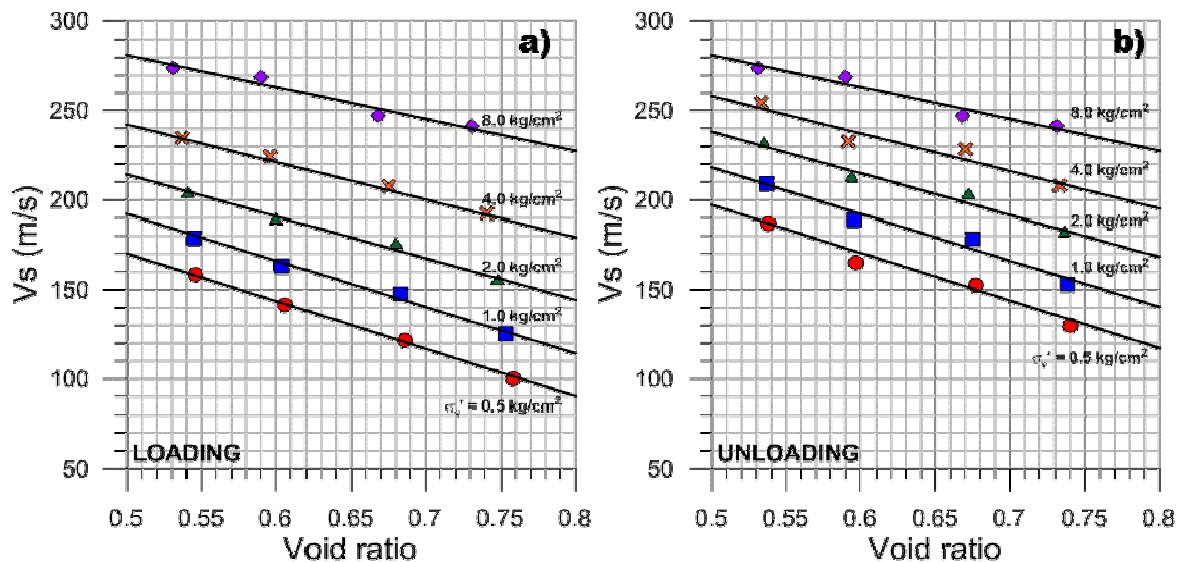 300
250
200
150
100
50
Vs (m/s)
a)
8.0 kg/cm²
4.0 kg/cm²
2.0 kg/cm²
1.0 kg/cm²
σᵥ' = 0.5 kg/cm²
LOADING
0.5 0.55 0.6 0.65 0.7 0.75 0.8
Void ratio
300
250
200
150
100
50
Vs (m/s)
b)
8.0 kg/cm²
4.0 kg/cm²
2.0 kg/cm²
1.0 kg/cm²
σᵥ' = 0.5 kg/cm²
UNLOADING
0.5 0.55 0.6 0.65 0.7 0.75 0.8
Void ratio